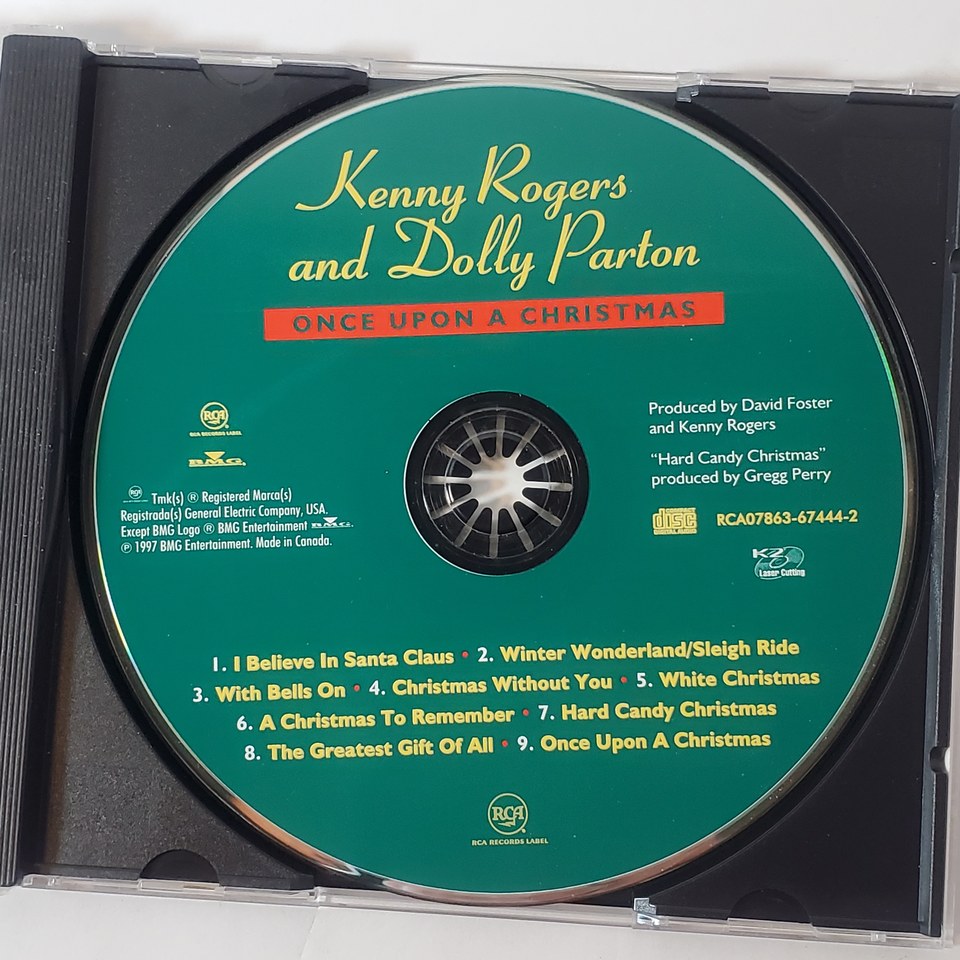 Kenny Rogers
and Dolly Parton
ONCE UPON A CHRISTMAS
RCA
RCA RECORDS LABEL
BMG
Tmk(s) ® Registered Marca(s)
Registrada(s) General Electric Company, USA.
Except BMG Logo ® BMG Entertainment BMG.
℗ 1997 BMG Entertainment. Made in Canada.
Produced by David Foster
and Kenny Rogers
“Hard Candy Christmas”
produced by Gregg Perry
COMPACT
disc
DIGITAL AUDIO
RCA07863-67444-2
K2
Laser Cutting
1. I Believe In Santa Claus • 2. Winter Wonderland/Sleigh Ride
3. With Bells On • 4. Christmas Without You • 5. White Christmas
6. A Christmas To Remember • 7. Hard Candy Christmas
8. The Greatest Gift Of All • 9. Once Upon A Christmas
RCA
RCA RECORDS LABEL